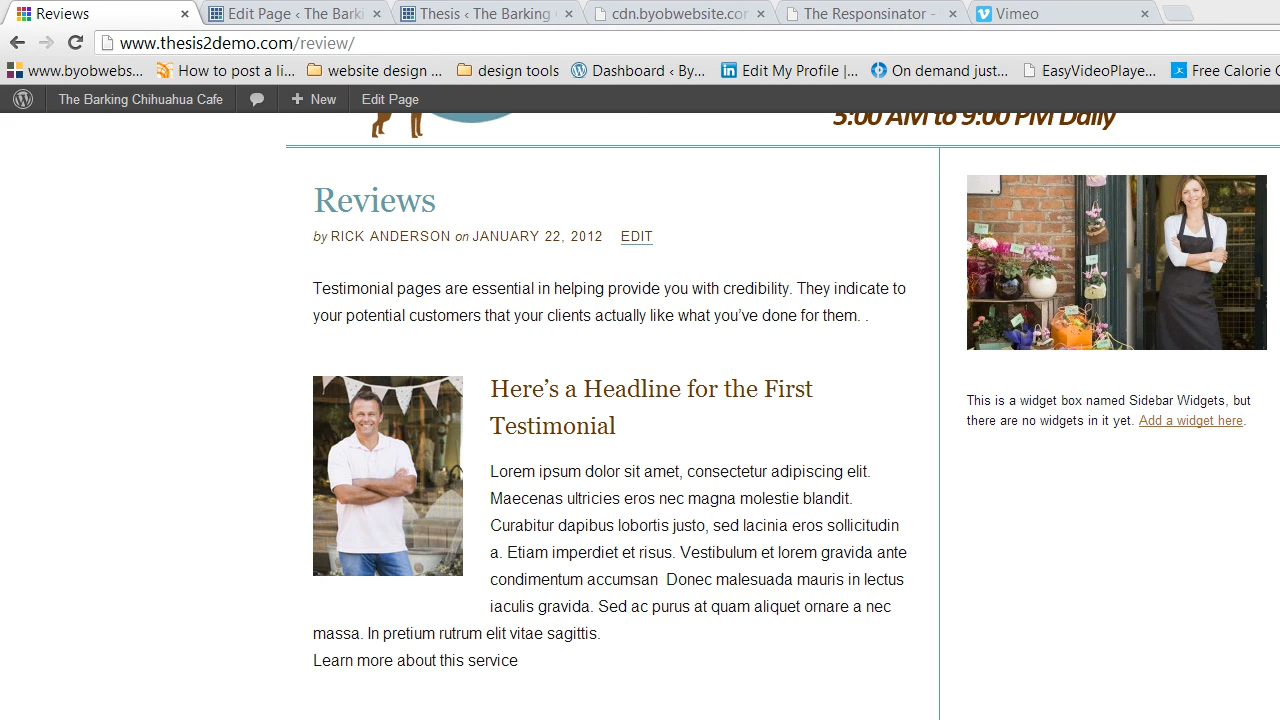 Reviews
Edit Page ‹ The Barki
Thesis ‹ The Barking
cdn.byobwebsite.cor
The Responsinator -
Vimeo
www.thesis2demo.com/review/
www.byobwebs...
How to post a li...
website design ...
design tools
Dashboard ‹ By...
Edit My Profile |...
On demand just...
EasyVideoPlaye...
Free Calorie C
The Barking Chihuahua Cafe
New
Edit Page
5:00 AM to 9:00 PM Daily
Reviews
by RICK ANDERSON on JANUARY 22, 2012 EDIT
Testimonial pages are essential in helping provide you with credibility. They indicate to
your potential customers that your clients actually like what you’ve done for them. .
Here’s a Headline for the First
Testimonial
Lorem ipsum dolor sit amet, consectetur adipiscing elit.
Maecenas ultricies eros nec magna molestie blandit.
Curabitur dapibus lobortis justo, sed lacinia eros sollicitudin
a. Etiam imperdiet et risus. Vestibulum et lorem gravida ante
condimentum accumsan  Donec malesuada mauris in lectus
iaculis gravida. Sed ac purus at quam aliquet ornare a nec
massa. In pretium rutrum elit vitae sagittis.
Learn more about this service
This is a widget box named Sidebar Widgets, but
there are no widgets in it yet. Add a widget here.